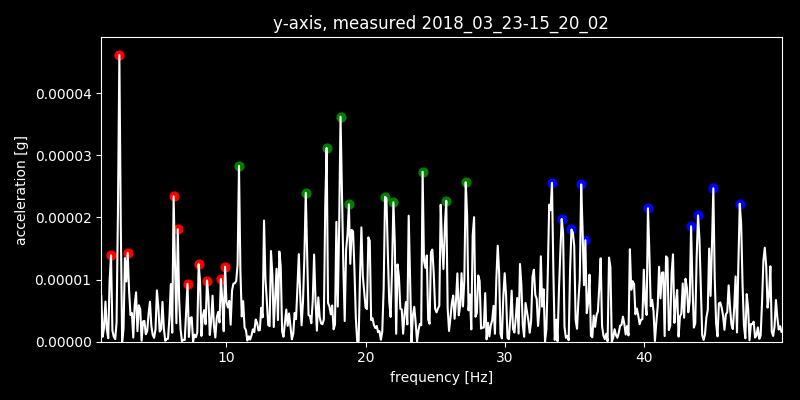 y-axis, measured 2018_03_23-15_20_02
0.00004
0.00003
0.00002
0.00001
0.00000
acceleration [g]
10 20 30 40
frequency [Hz]